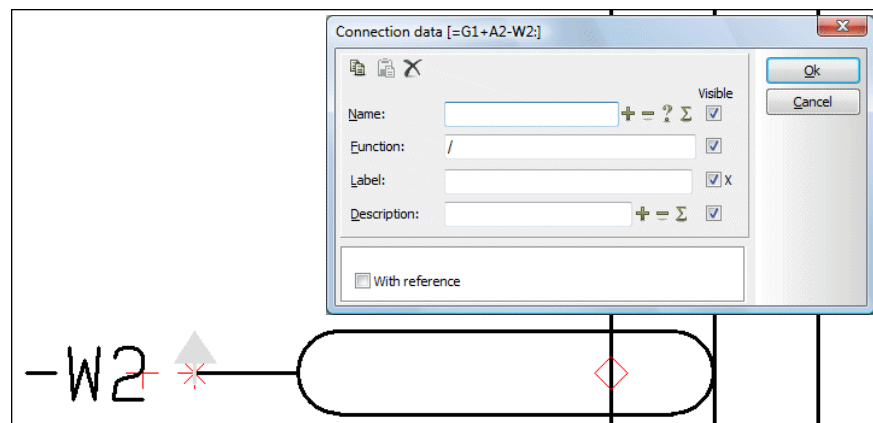 Connection data [=G1+A2-W2:]
Ok
Visible
Cancel
Name:
Function: /
Label: X
Description:
With reference
-W2